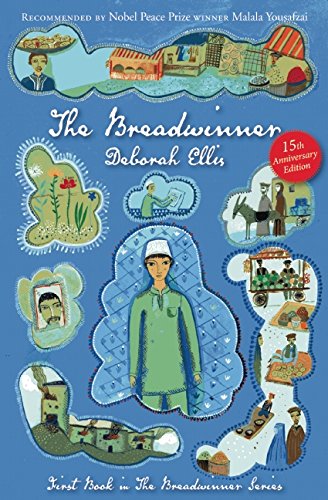 RECOMMENDED BY NOBEL PEACE PRIZE WINNER MALALA YOUSAFZAI
The Breadwinner
Deborah Ellis
15th
Anniversary
Edition
First Book in The Breadwinner Series